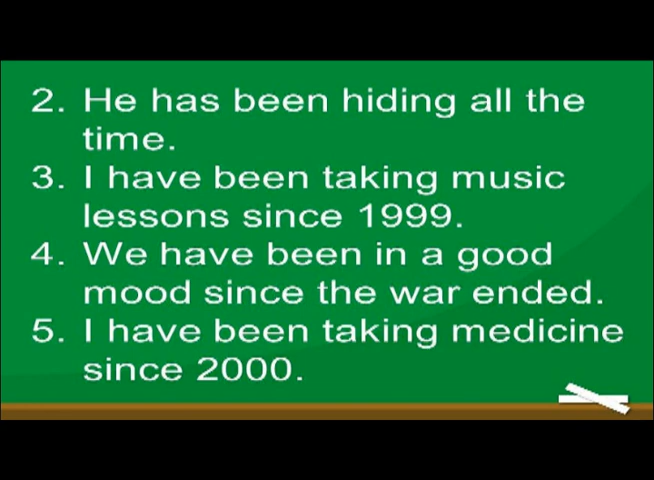 2. He has been hiding all the
time.
3. I have been taking music
lessons since 1999.
4. We have been in a good
mood since the war ended.
5. I have been taking medicine
since 2000.